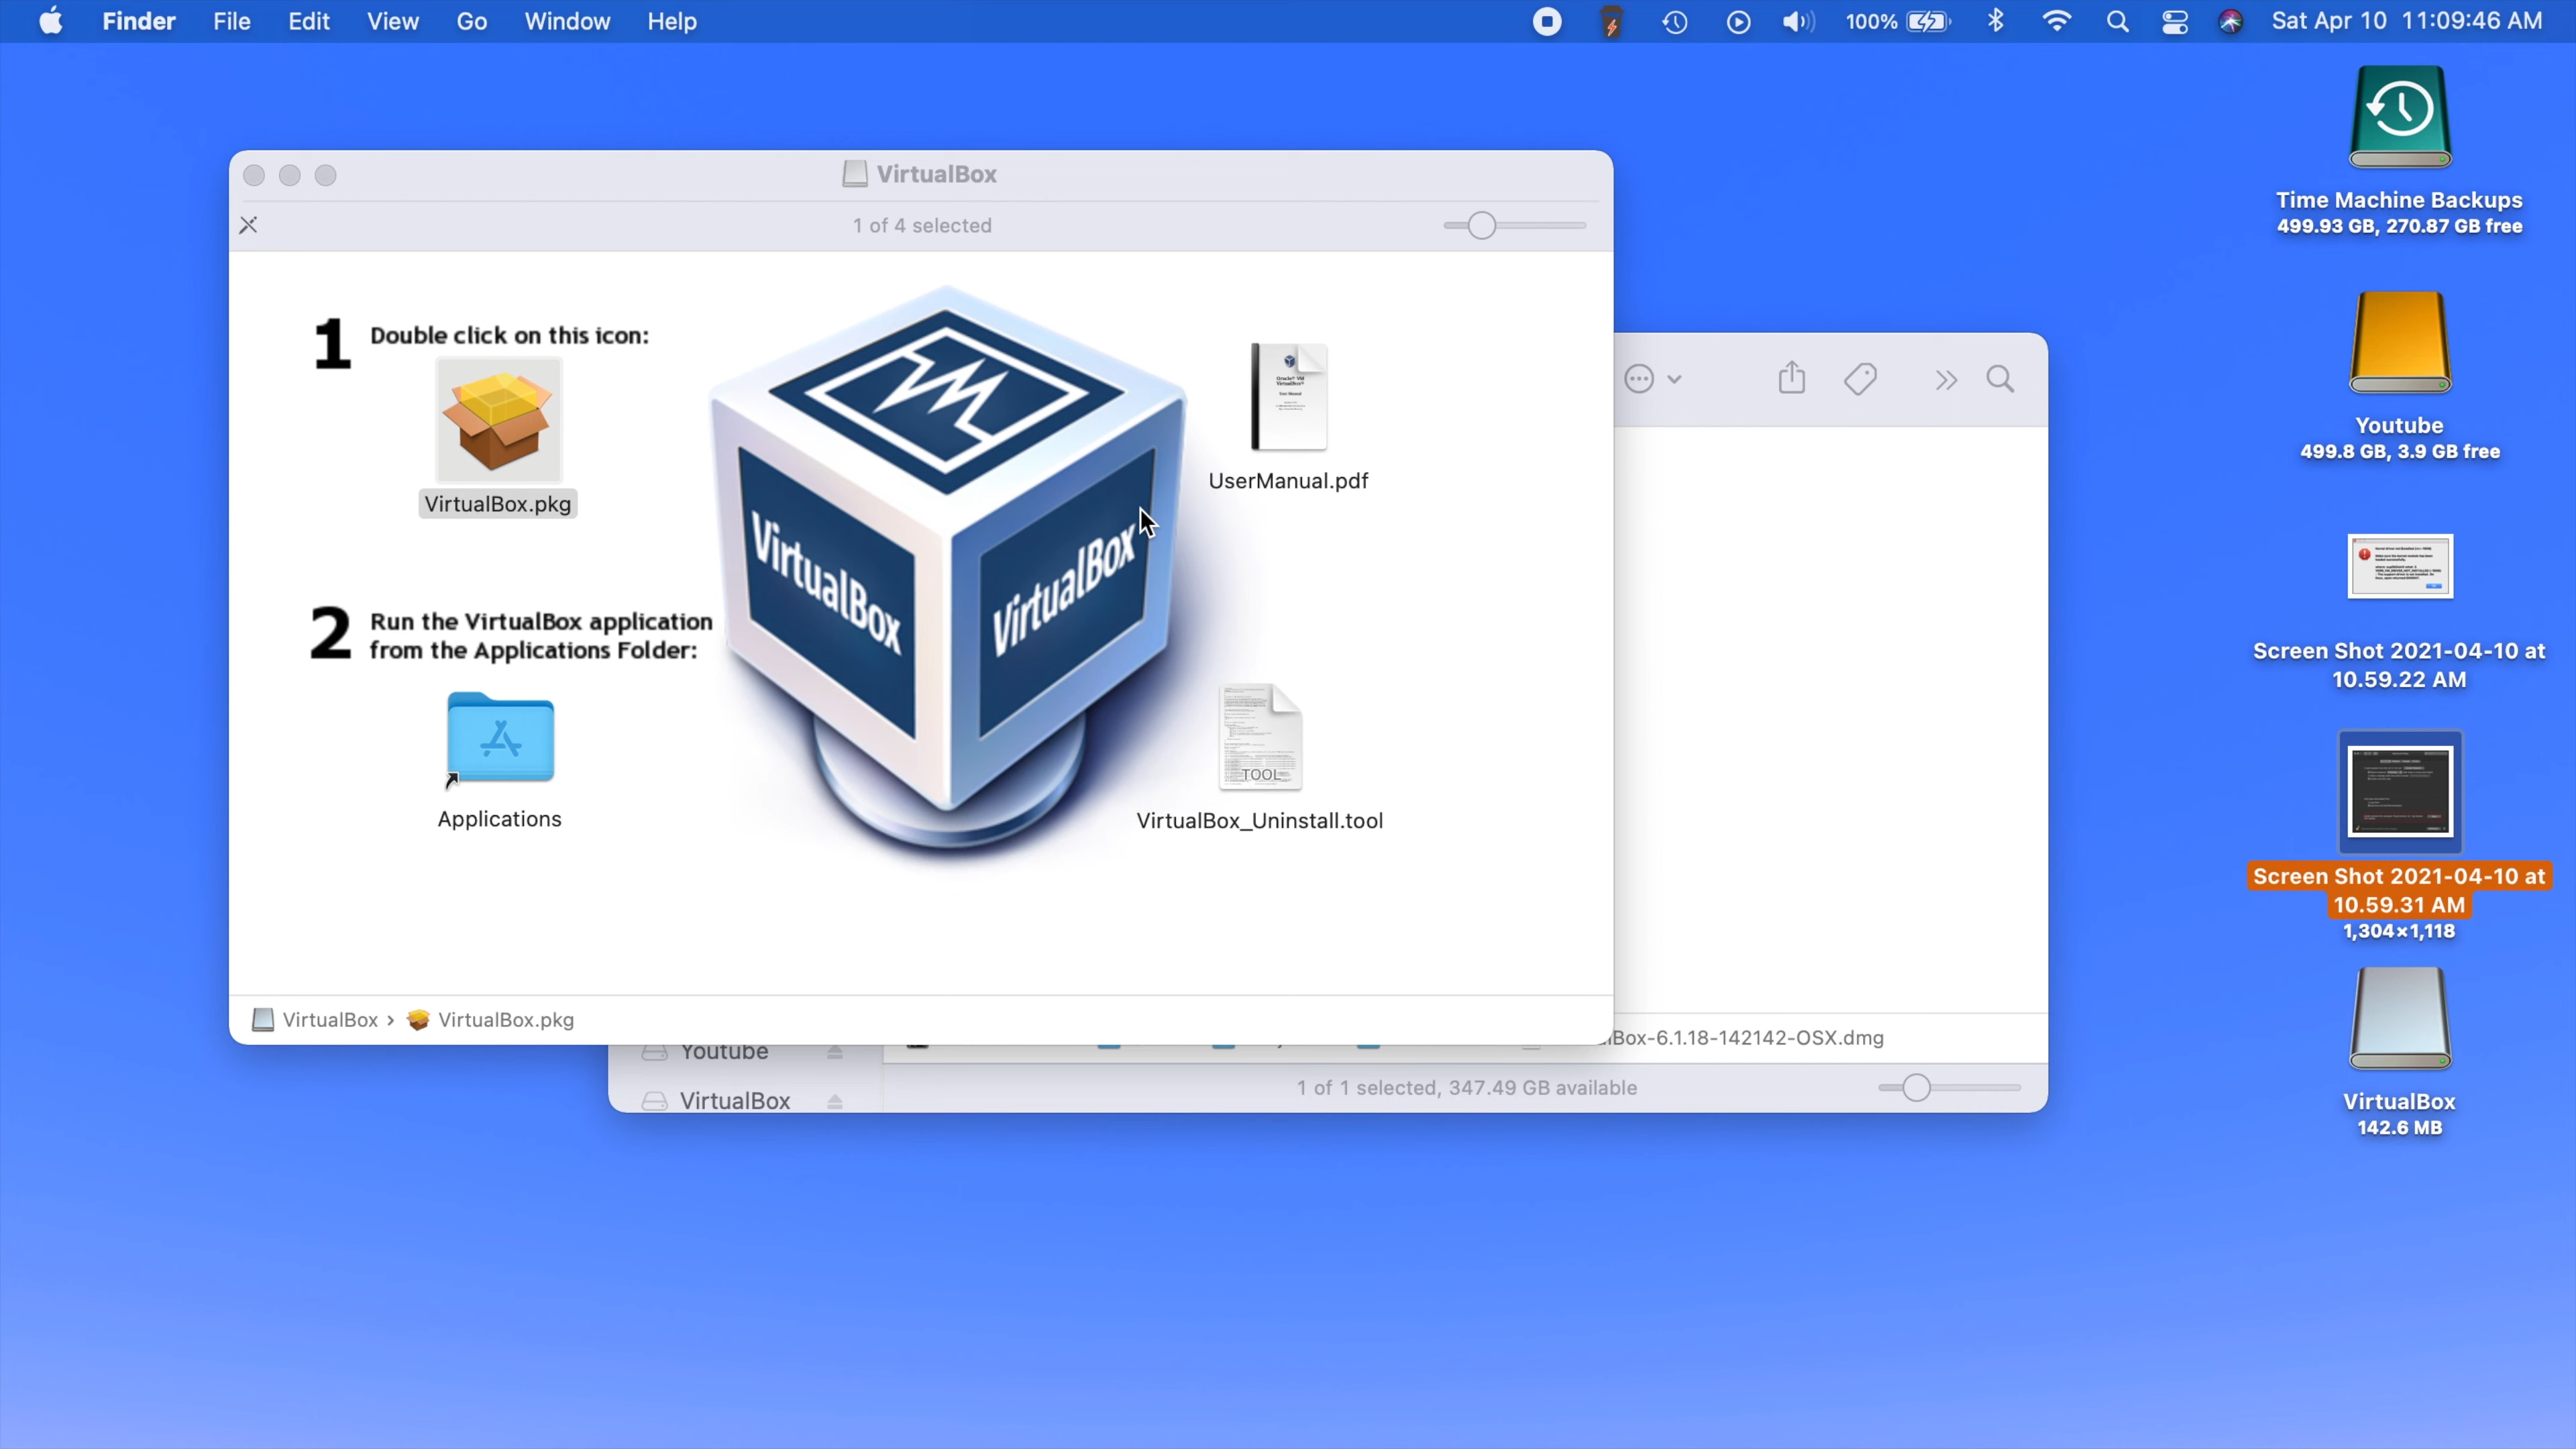 Finder File Edit View Go Window Help 100% Sat Apr 10 11:09:46 AM
VirtualBox
1 of 4 selected
1 Double click on this icon:
VirtualBox.pkg
2 Run the VirtualBox application
from the Applications Folder:
Applications
VirtualBox
VirtualBox
Oracle® VM
VirtualBox®
User Manual
UserManual.pdf
TOOL
VirtualBox_Uninstall.tool
VirtualBox › VirtualBox.pkg
Box-6.1.18-142142-OSX.dmg
Youtube
VirtualBox
1 of 1 selected, 347.49 GB available
Time Machine Backups
499.93 GB, 270.87 GB free
Youtube
499.8 GB, 3.9 GB free
Screen Shot 2021-04-10 at
10.59.22 AM
Screen Shot 2021-04-10 at
10.59.31 AM
1,304×1,118
VirtualBox
142.6 MB